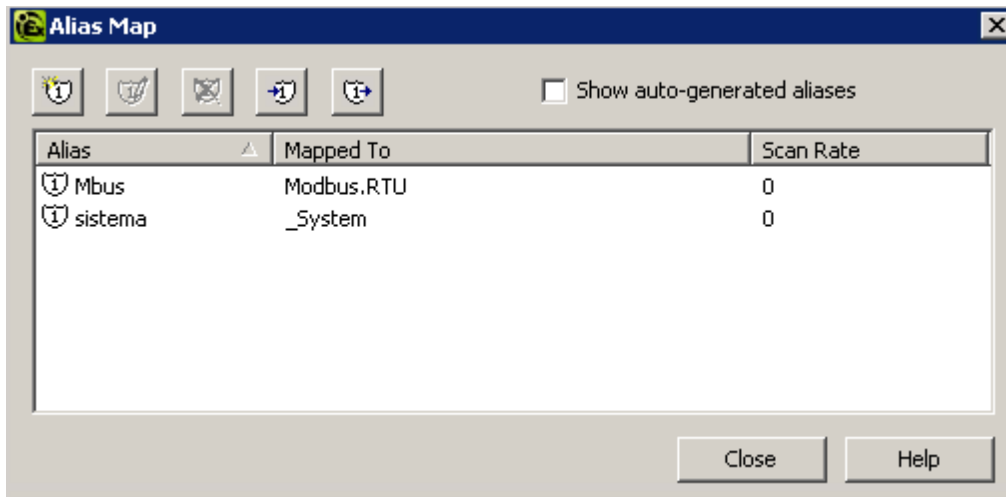 Alias Map
Show auto-generated aliases
Alias Mapped To Scan Rate
Mbus Modbus.RTU 0
sistema _System 0
Close Help